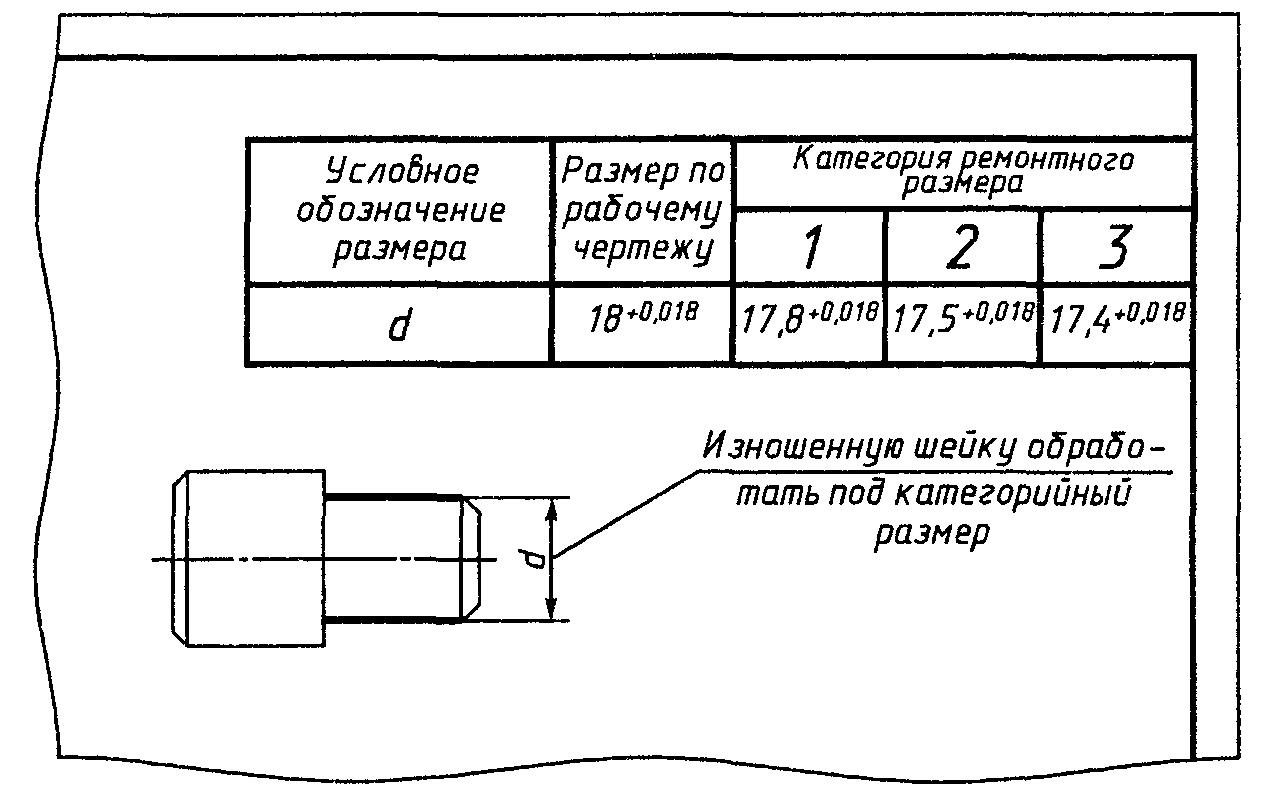 Условное
обозначение
размера
Размер по
рабочему
чертежу
Категория ремонтного
размера
1 2 3
d 18+0,018 17,8+0,018 17,5+0,018 17,4+0,018
Изношенную шейку обрабо-
тать под категорийный
размер
d